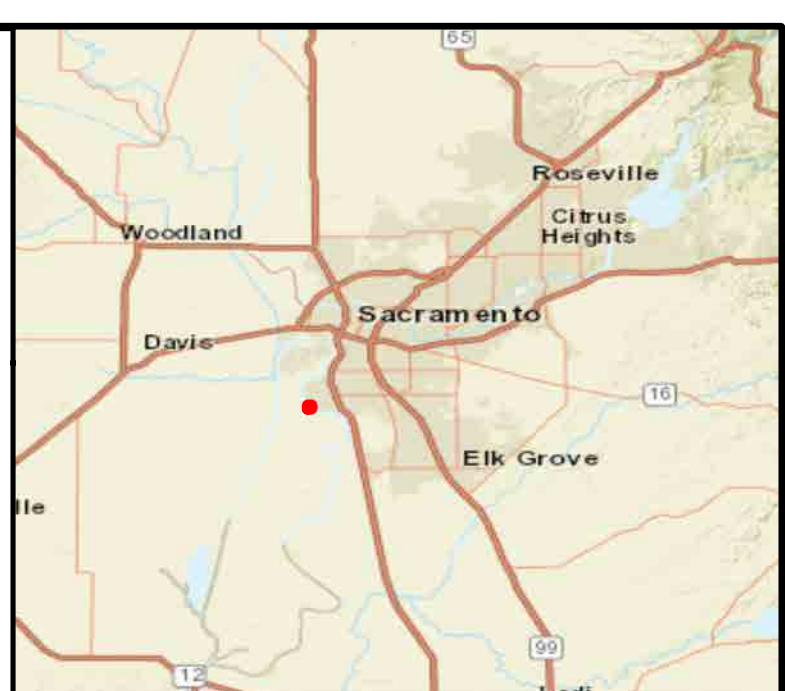 65
Roseville
Citrus
Heights
Woodland
Sacramento
Davis
16
Elk Grove
lle
99
12